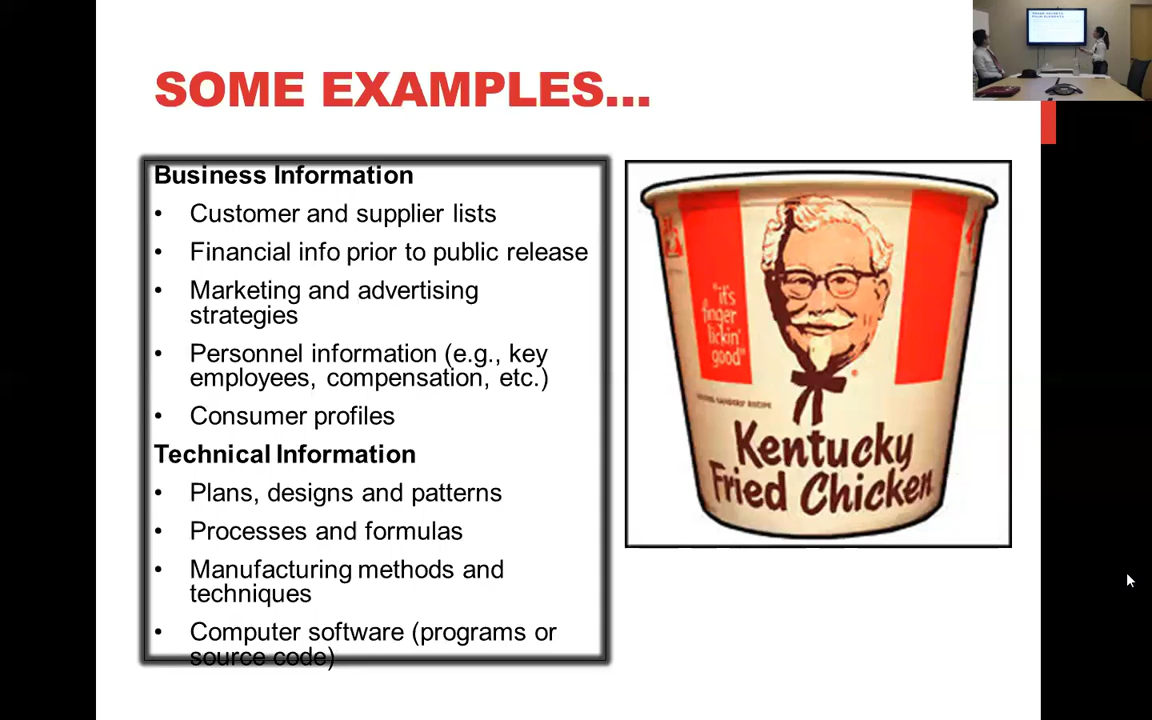 SOME EXAMPLES...
Business Information
• Customer and supplier lists
• Financial info prior to public release
• Marketing and advertising
strategies
• Personnel information (e.g., key
employees, compensation, etc.)
• Consumer profiles
Technical Information
• Plans, designs and patterns
• Processes and formulas
• Manufacturing methods and
techniques
• Computer software (programs or
source code)
"it's
finger
lickin'
good"
SANDERS' RECIPE
Kentucky
Fried Chicken